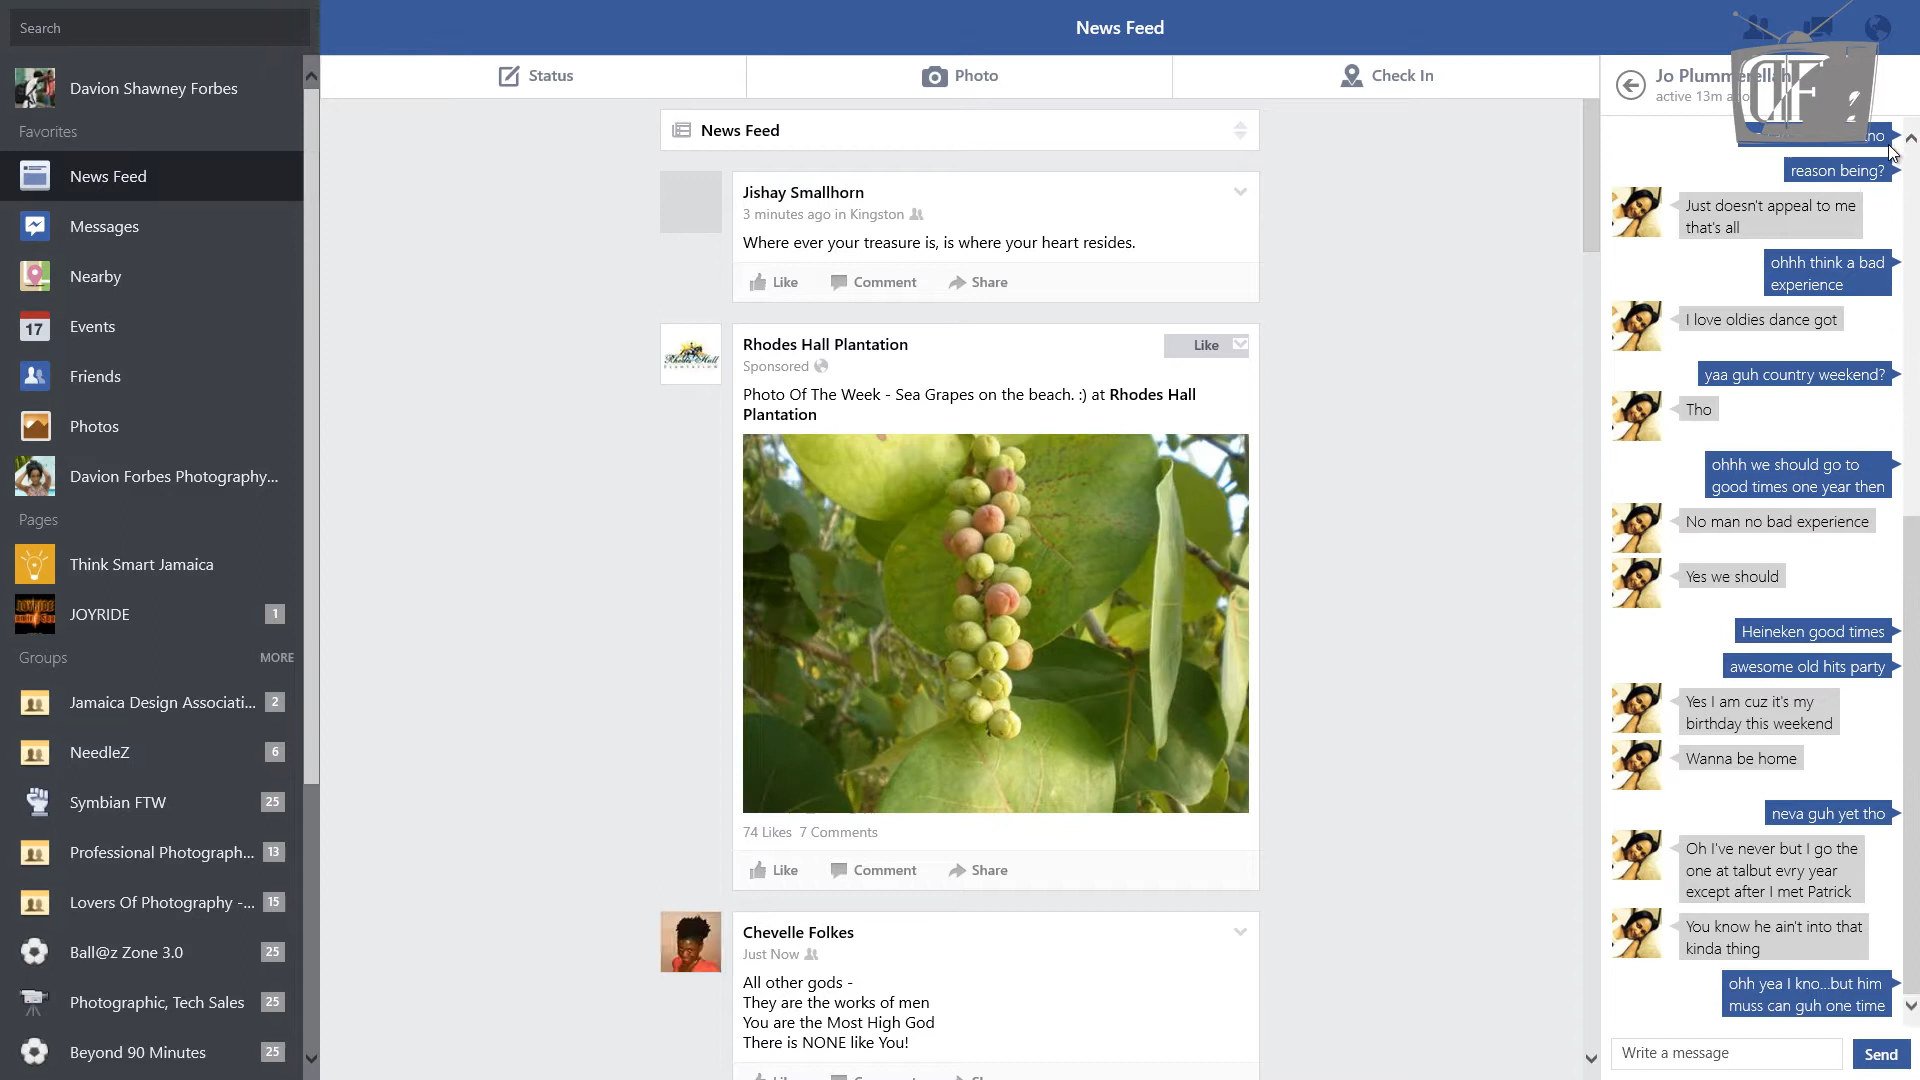 Search
Davion Shawney Forbes
Favorites
News Feed
Messages
Nearby
17
Events
Friends
Photos
Davion Forbes Photography...
Pages
Think Smart Jamaica
JOYRIDE
1
Groups
MORE
Jamaica Design Associati...
2
NeedleZ
6
Symbian FTW
25
Professional Photograph...
13
Lovers Of Photography -...
15
Ball@z Zone 3.0
25
Photographic, Tech Sales
25
Beyond 90 Minutes
25
News Feed
Status
Photo
Check In
News Feed
Jishay Smallhorn
3 minutes ago in Kingston
Where ever your treasure is, is where your heart resides.
Like Comment Share
Rhodes Hall Plantation
Like
Sponsored
Photo Of The Week - Sea Grapes on the beach. :) at Rhodes Hall
Plantation
74 Likes 7 Comments
Like Comment Share
Chevelle Folkes
Just Now
All other gods -
They are the works of men
You are the Most High God
There is NONE like You!
Jo Plummerellah
active 13m ago
kno
reason being?
Just doesn't appeal to me
that's all
ohhh think a bad
experience
I love oldies dance got
yaa guh country weekend?
Tho
ohhh we should go to
good times one year then
No man no bad experience
Yes we should
Heineken good times
awesome old hits party
Yes I am cuz it's my
birthday this weekend
Wanna be home
neva guh yet tho
Oh I've never but I go the
one at talbut evry year
except after I met Patrick
You know he ain't into that
kinda thing
ohh yea I kno...but him
muss can guh one time
Write a message
Send